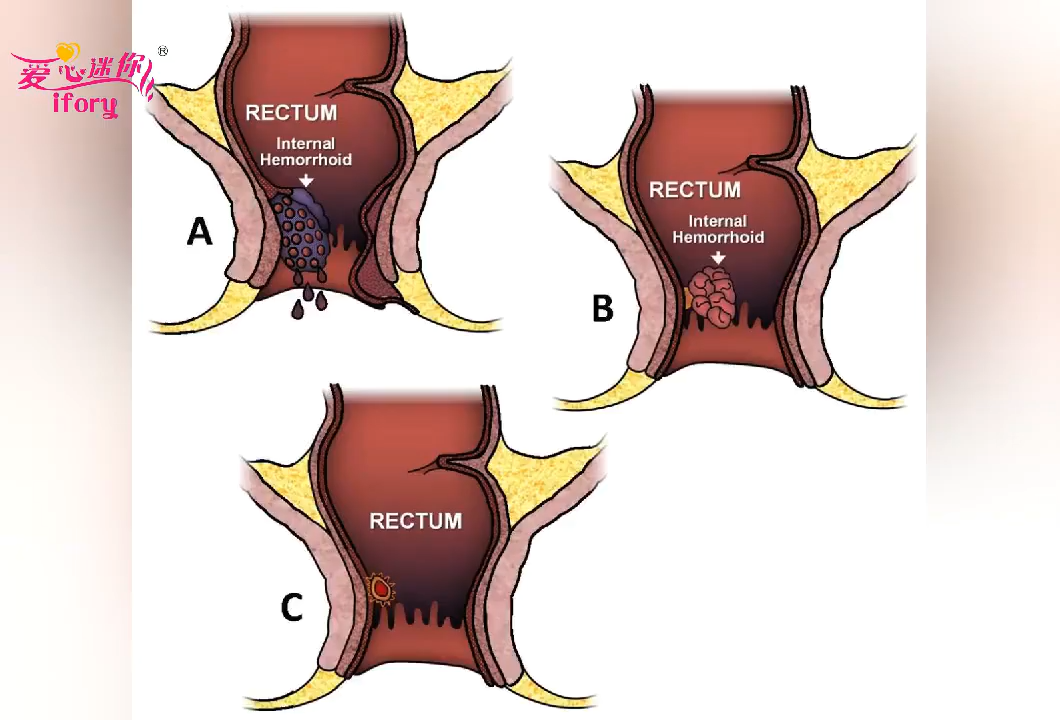 爱心迷你®
ifory
RECTUM
Internal
Hemorrhoid
A
RECTUM
Internal
Hemorrhoid
B
RECTUM
C